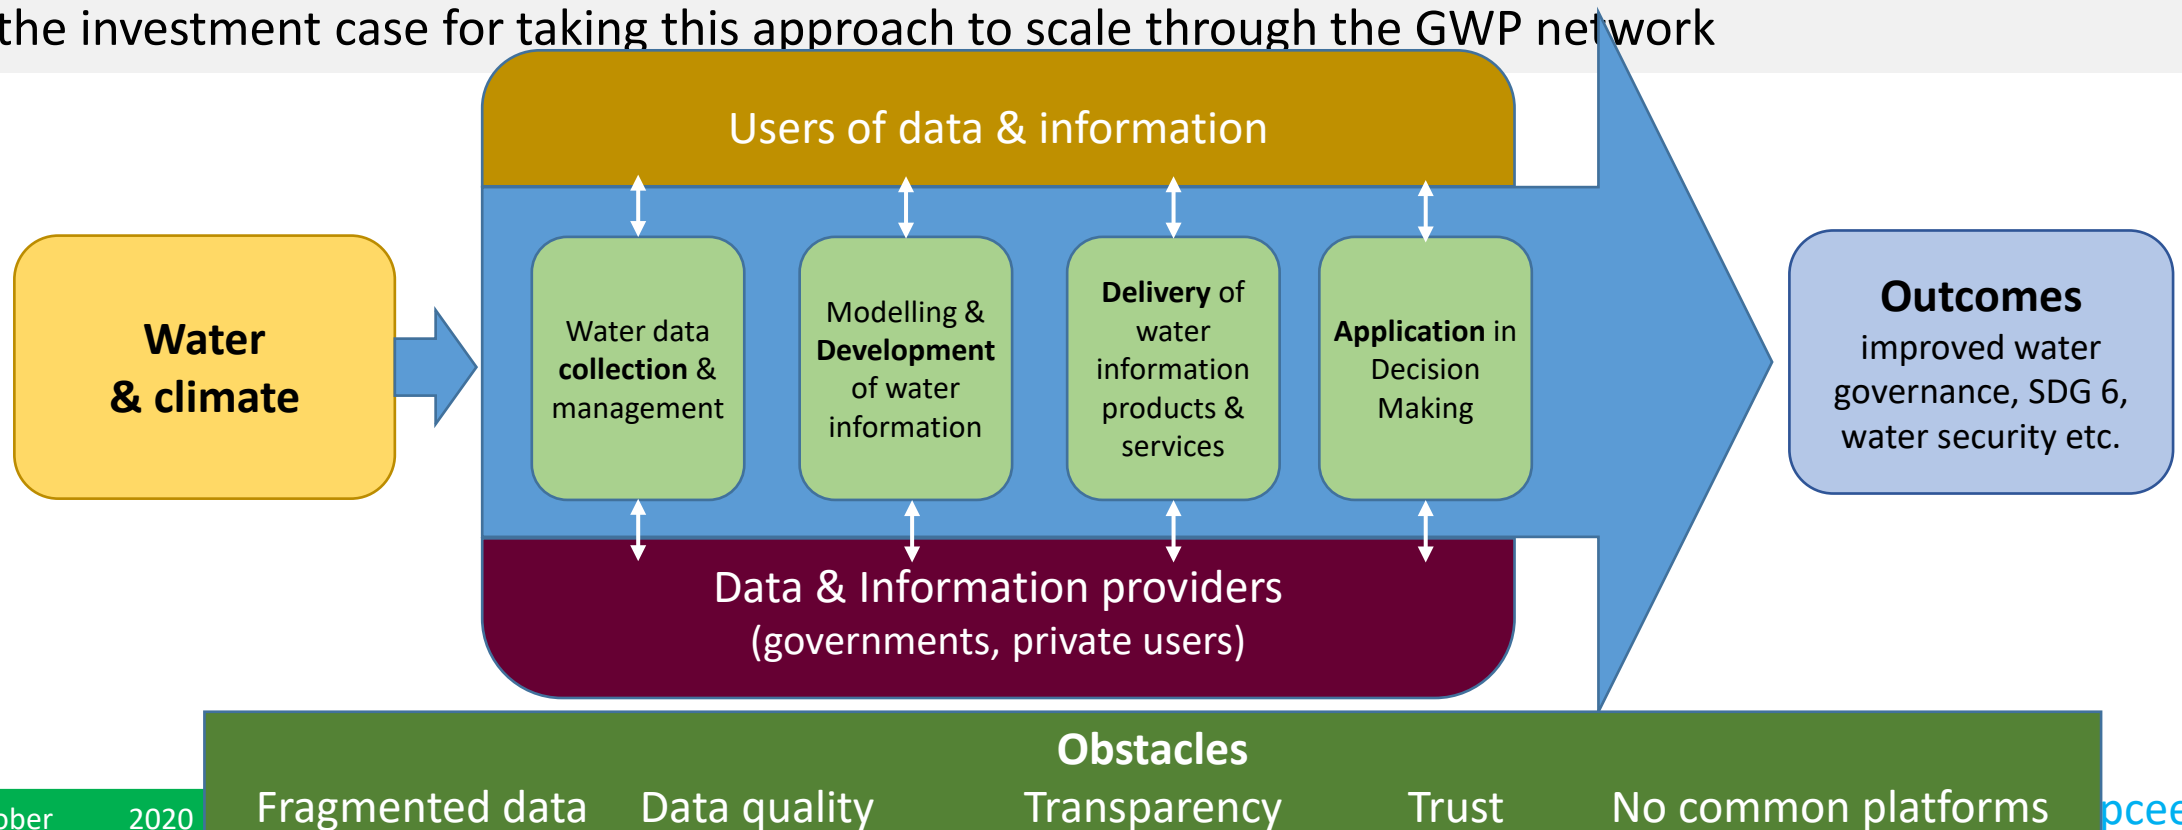 the investment case for taking this approach to scale through the GWP network
Users of data & information
Water
& climate
Water data
collection &
management
Modelling &
Development
of water
information
Delivery of
water
information
products &
services
Application in
Decision
Making
Outcomes
improved water
governance, SDG 6,
water security etc.
Data & Information providers
(governments, private users)
Obstacles
Fragmented data Data quality Transparency Trust No common platforms
2020